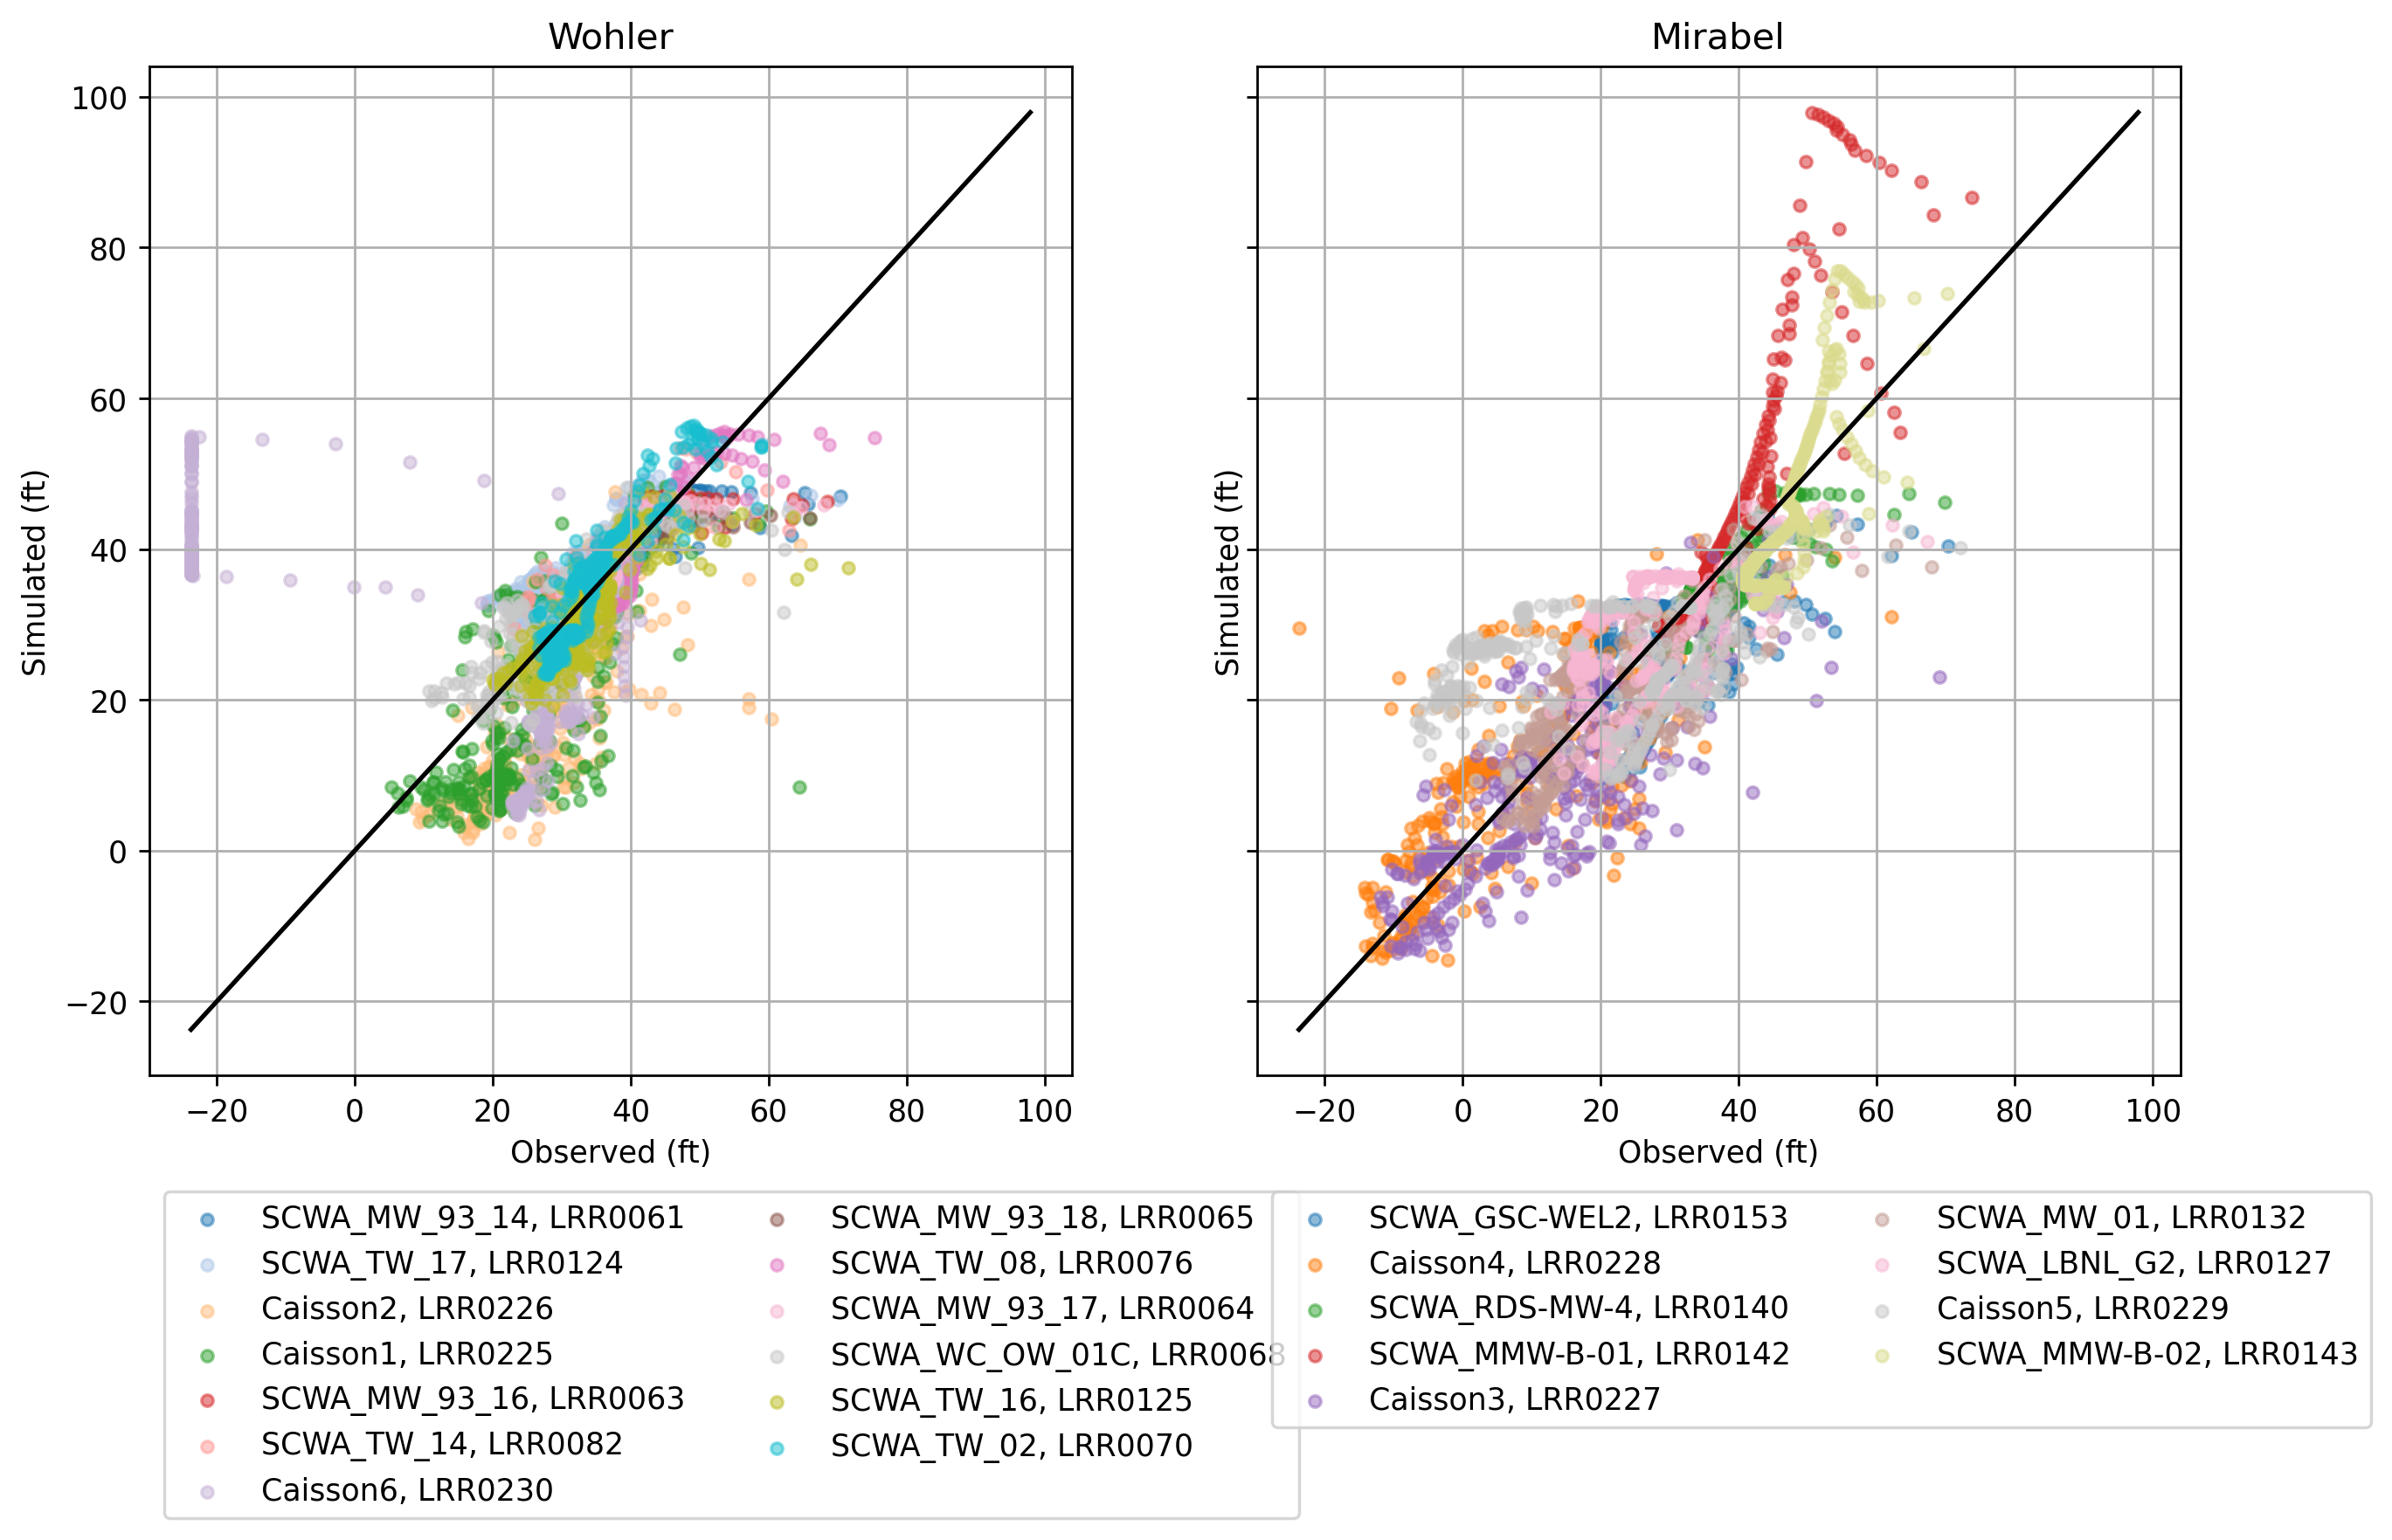 Wohler
Mirabel
100
80
60
40
20
0
−20
Simulated (ft)
Simulated (ft)
−20 0 20 40 60 80 100
−20 0 20 40 60 80 100
Observed (ft)
Observed (ft)
SCWA_MW_93_14, LRR0061
SCWA_TW_17, LRR0124
Caisson2, LRR0226
Caisson1, LRR0225
SCWA_MW_93_16, LRR0063
SCWA_TW_14, LRR0082
Caisson6, LRR0230
SCWA_MW_93_18, LRR0065
SCWA_TW_08, LRR0076
SCWA_MW_93_17, LRR0064
SCWA_WC_OW_01C, LRR0068
SCWA_TW_16, LRR0125
SCWA_TW_02, LRR0070
SCWA_GSC-WEL2, LRR0153
Caisson4, LRR0228
SCWA_RDS-MW-4, LRR0140
SCWA_MMW-B-01, LRR0142
Caisson3, LRR0227
SCWA_MW_01, LRR0132
SCWA_LBNL_G2, LRR0127
Caisson5, LRR0229
SCWA_MMW-B-02, LRR0143